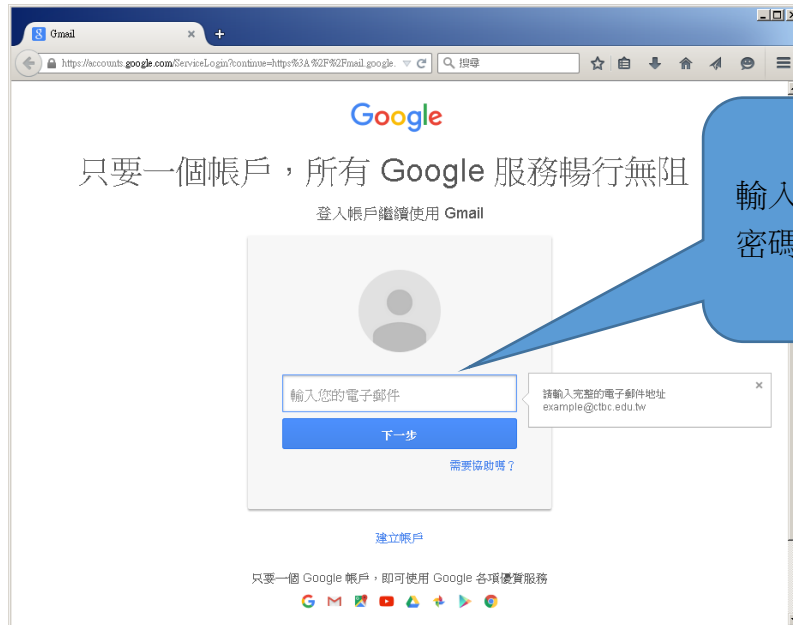 Gmail
https://accounts.google.com/ServiceLogin?continue=https%3A%2F%2Fmail.google.
搜尋
Google
只要一個帳戶，所有 Google 服務暢行無阻
登入帳戶繼續使用 Gmail
輸入
密碼
輸入您的電子郵件
請輸入完整的電子郵件地址
example@ctbc.edu.tw
下一步
需要協助嗎？
建立帳戶
只要一個 Google 帳戶，即可使用 Google 各項優質服務